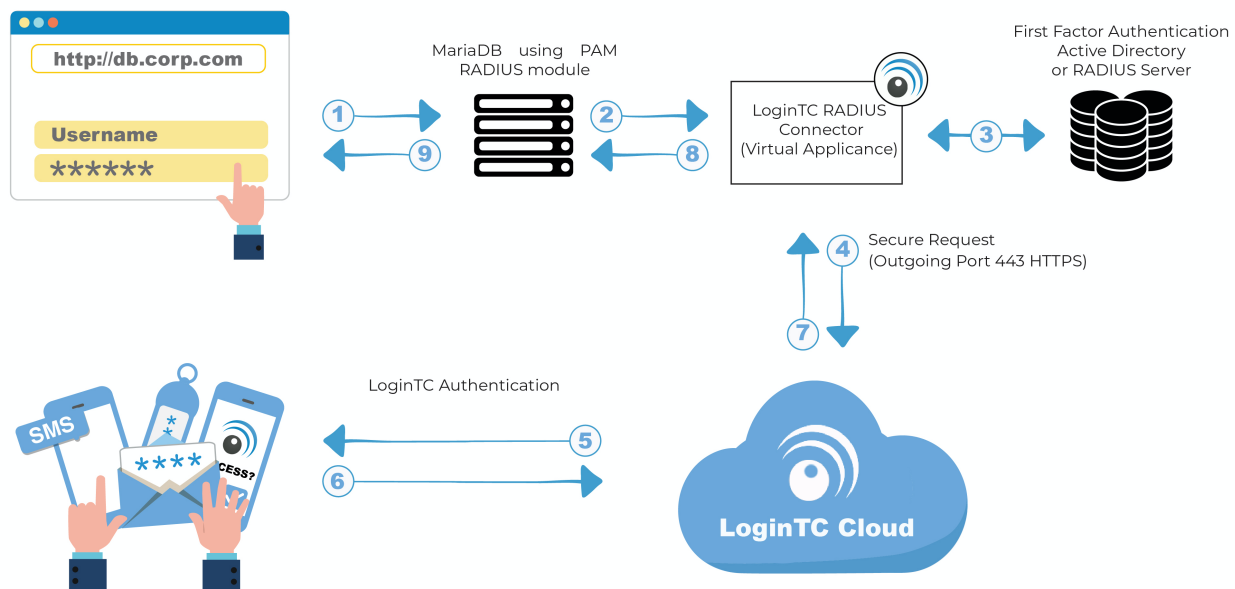 http://db.corp.com
Username
******
MariaDB using PAM
RADIUS module
First Factor Authentication
Active Directory
or RADIUS Server
LoginTC RADIUS
Connector
(Virtual Applicance)
1
2
3
9
8
4
Secure Request
(Outgoing Port 443 HTTPS)
7
LoginTC Authentication
5
6
SMS
*
*
****
CESS?
LoginTC Cloud